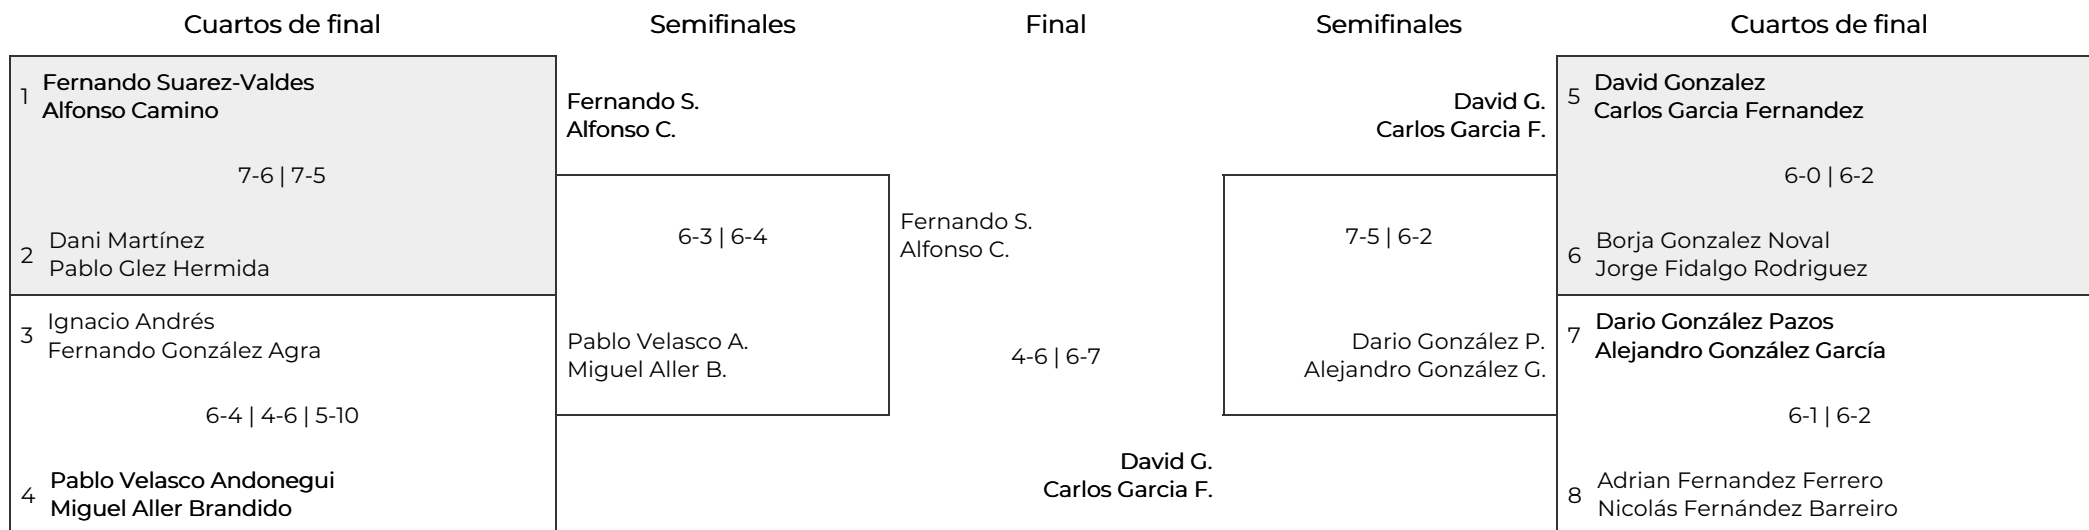 Cuartos de final
Semifinales
Final
Semifinales
Cuartos de final
1
Fernando Suarez-Valdes
Alfonso Camino
7-6 | 7-5
2
Dani Martínez
Pablo Glez Hermida
3
Ignacio Andrés
Fernando González Agra
6-4 | 4-6 | 5-10
4
Pablo Velasco Andonegui
Miguel Aller Brandido
Fernando S.
Alfonso C.
6-3 | 6-4
Pablo Velasco A.
Miguel Aller B.
Fernando S.
Alfonso C.
4-6 | 6-7
David G.
Carlos Garcia F.
David G.
Carlos Garcia F.
7-5 | 6-2
Dario González P.
Alejandro González G.
5
David Gonzalez
Carlos Garcia Fernandez
6-0 | 6-2
6
Borja Gonzalez Noval
Jorge Fidalgo Rodriguez
7
Dario González Pazos
Alejandro González García
6-1 | 6-2
8
Adrian Fernandez Ferrero
Nicolás Fernández Barreiro